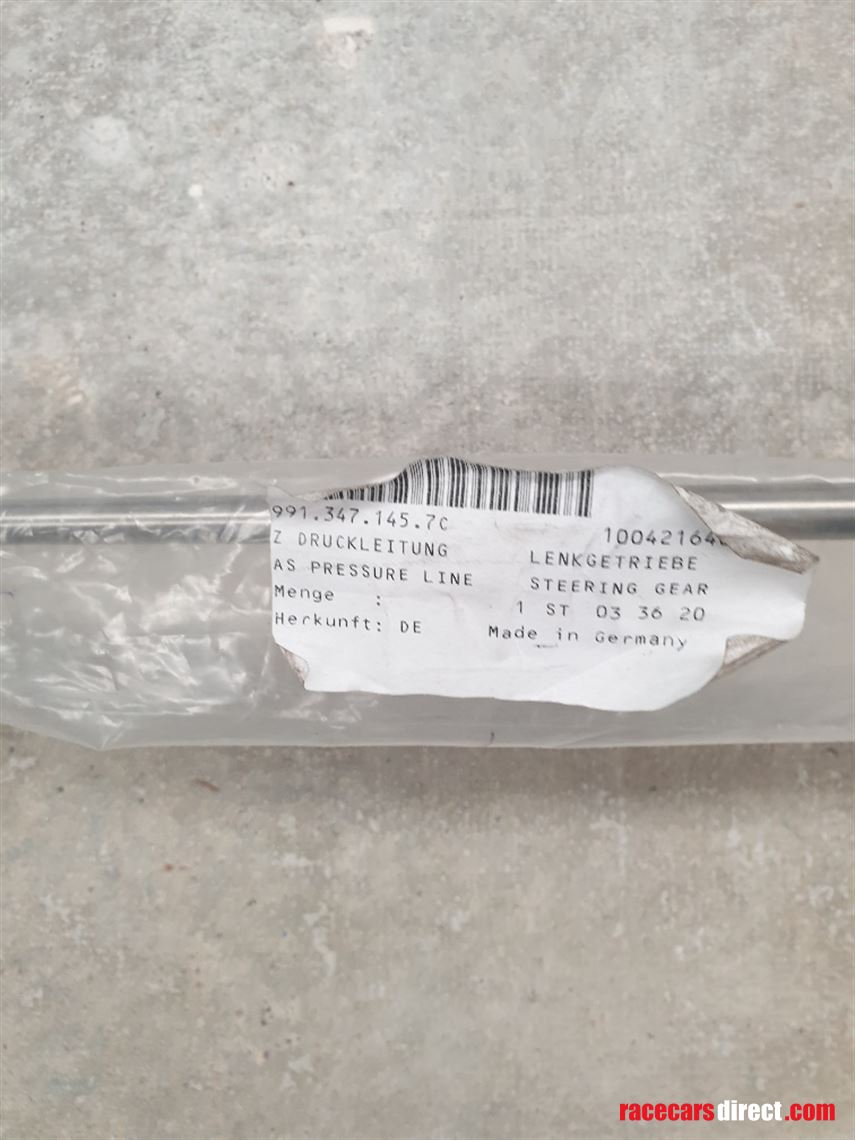 991.347.145.7C
Z DRUCKLEITUNG LENKGETRIEBE
AS PRESSURE LINE STEERING GEAR
Menge : 1 ST 03 36 20
Herkunft: DE Made in Germany
racecarsdirect.com